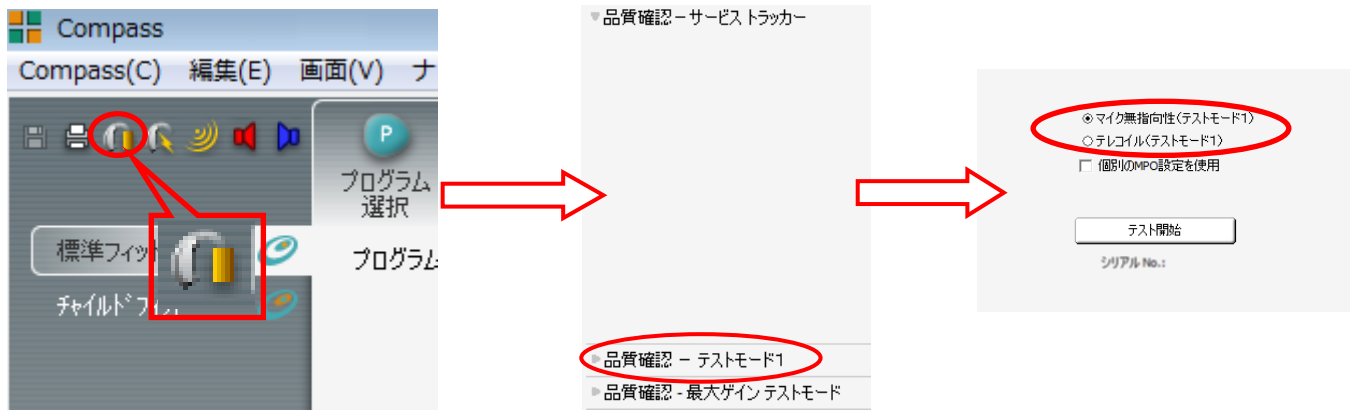 Compass
Compass(C) 編集(E) 画面(V) ナ
P
プログラム
選択
標準フィット
プログラム
チャイルドフィ
品質確認－サービストラッカー
品質確認 － テストモード1
品質確認 - 最大ゲイン テストモード
マイク無指向性(テストモード1)
テレコイル(テストモード1)
個別のMPO設定を使用
テスト開始
シリアル No.: